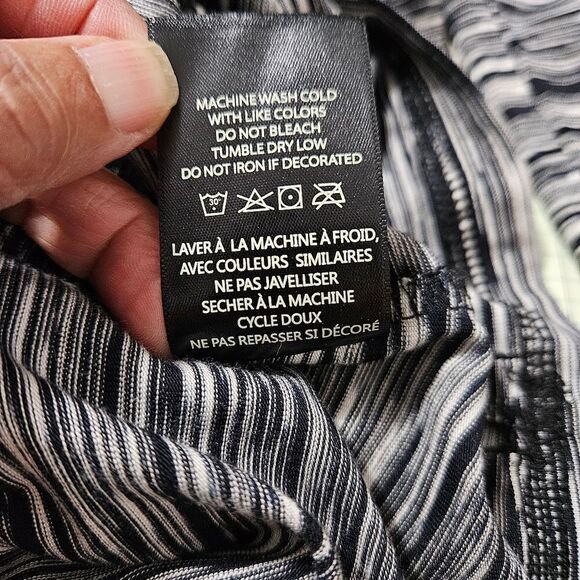 MACHINE WASH COLD
WITH LIKE COLORS
DO NOT BLEACH
TUMBLE DRY LOW
DO NOT IRON IF DECORATED
30°
LAVER À LA MACHINE À FROID,
AVEC COULEURS SIMILAIRES
NE PAS JAVELLISER
SECHER À LA MACHINE
CYCLE DOUX
NE PAS REPASSER SI DÉCORÉ